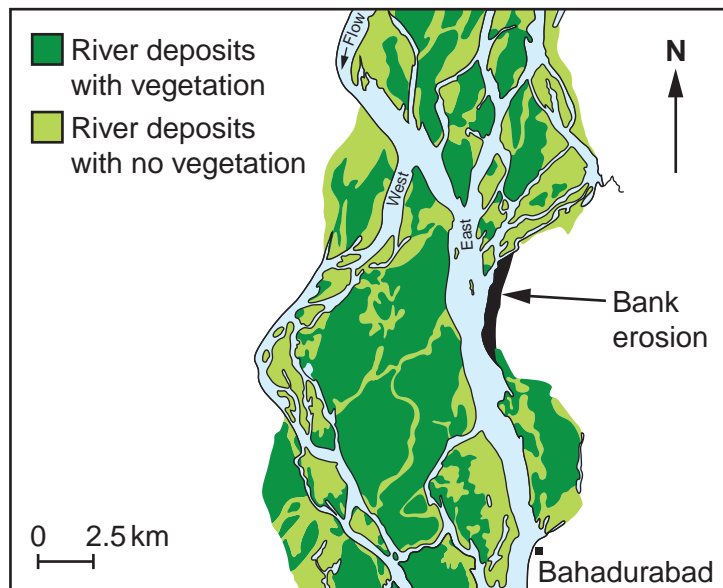 River deposits
with vegetation
River deposits
with no vegetation
Flow
N
West
East
Bank
erosion
0 2.5 km
Bahadurabad